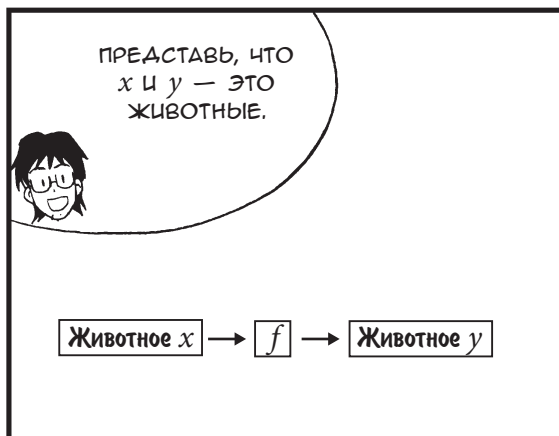 ПРЕДСТАВЬ, ЧТО
x И y — ЭТО
ЖИВОТНЫЕ.
Животное x → f → Животное y